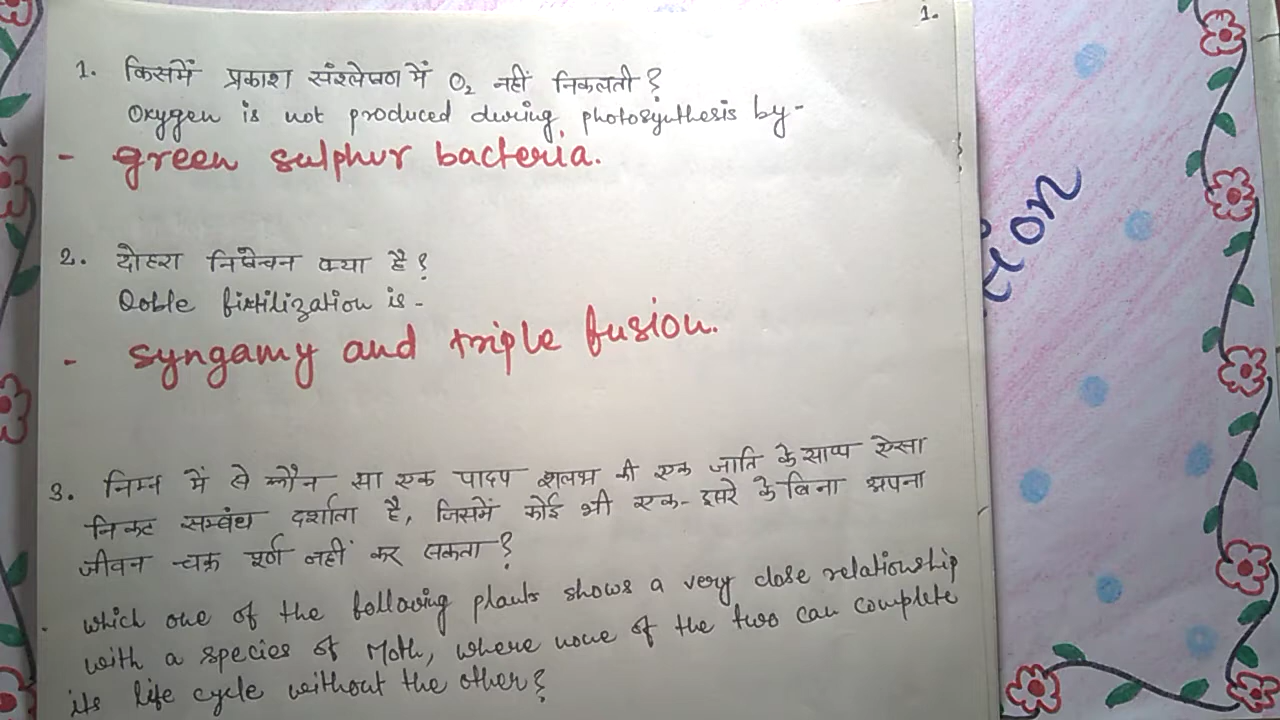 1.
1. किसमें प्रकाश संश्लेषण में O₂ नहीं निकलती?
Oxygen is not produced during photosynthesis by-
- green sulphur bacteria.
2. दोहरा निषेचन क्या है?
Doble firtilization is -
- syngamy and triple fusion.
3. निम्न में से कौन सा एक पादप शलभ की एक जाति के साथ ऐसा
निकट सम्बंध दर्शाता है, जिसमें कोई भी एक-दूसरे के बिना अपना
जीवन चक्र पूर्ण नहीं कर सकता?
which one of the following plants shows a very close relationship
with a species of Moth, where none of the two can complete
its life cycle without the other?